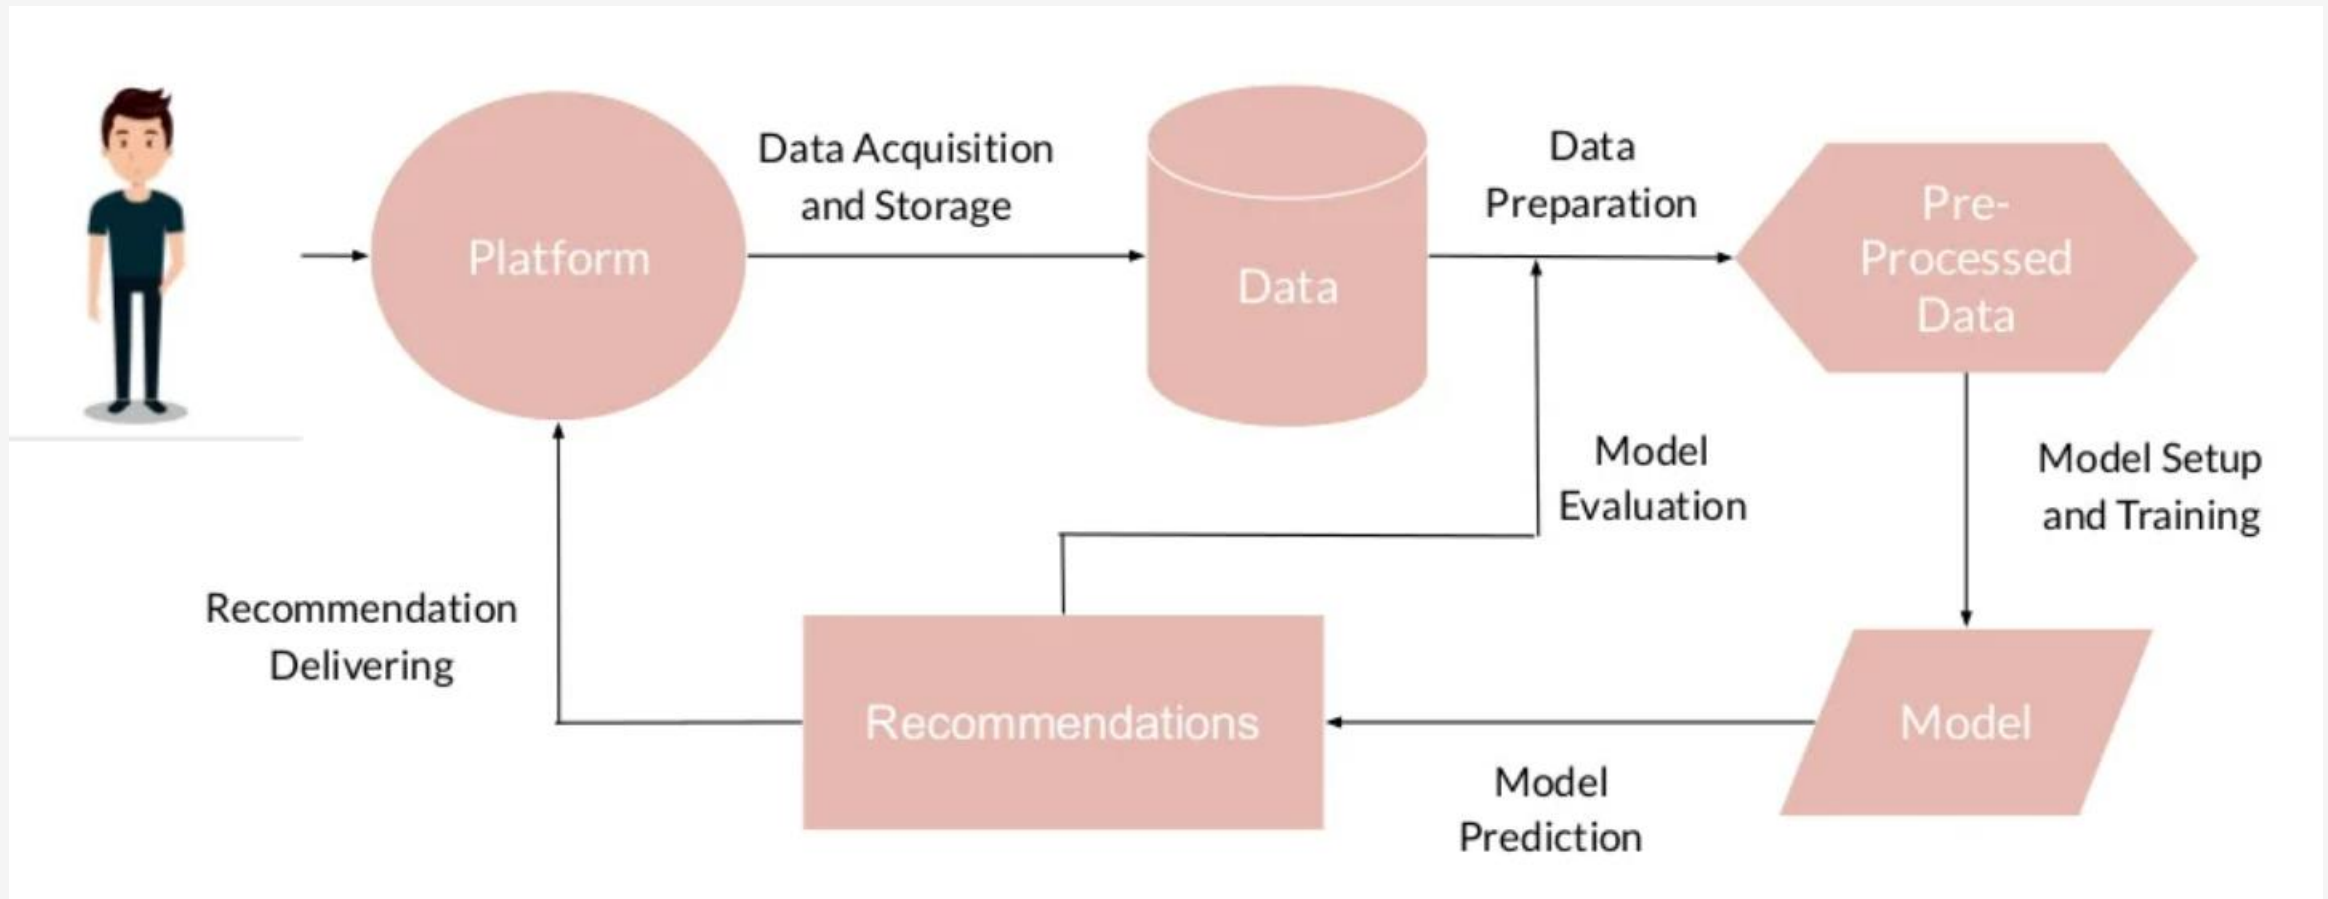 Platform
Data Acquisition
and Storage
Data
Data
Preparation
Pre-
Processed
Data
Model Setup
and Training
Model
Evaluation
Recommendation
Delivering
Recommendations
Model
Prediction
Model